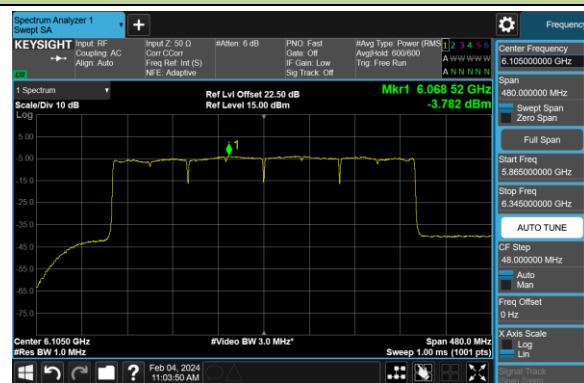 Spectrum Analyzer 1
Swept SA
Frequency
KEYSIGHT
Input: RF
Coupling: AC
Align: Auto
Input Z: 50 Ω
Corr CCorr
Freq Ref: Int (S)
NFE: Adaptive
#Atten: 6 dB
PNO: Fast
Gate: Off
IF Gain: Low
Sig Track: Off
#Avg Type: Power (RMS
Avg|Hold: 600/600
Trig: Free Run
1 2 3 4 5 6
A W W W W W
A N N N N N
1 Spectrum
Scale/Div 10 dB
Log
Ref Lvl Offset 22.50 dB
Ref Level 15.00 dBm
Mkr1 6.068 52 GHz
-3.782 dBm
1
5.00
-5.00
-15.0
-25.0
-35.0
-45.0
-55.0
-65.0
-75.0
Center 6.1050 GHz
#Res BW 1.0 MHz
#Video BW 3.0 MHz*
Span 480.0 MHz
Sweep 1.00 ms (1001 pts)
Feb 04, 2024
11:03:50 AM
Center Frequency
6.105000000 GHz
Span
480.000000 MHz
Swept Span
Zero Span
Full Span
Start Freq
5.865000000 GHz
Stop Freq
6.345000000 GHz
AUTO TUNE
CF Step
48.000000 MHz
Auto
Man
Freq Offset
0 Hz
X Axis Scale
Log
Lin
Signal Track